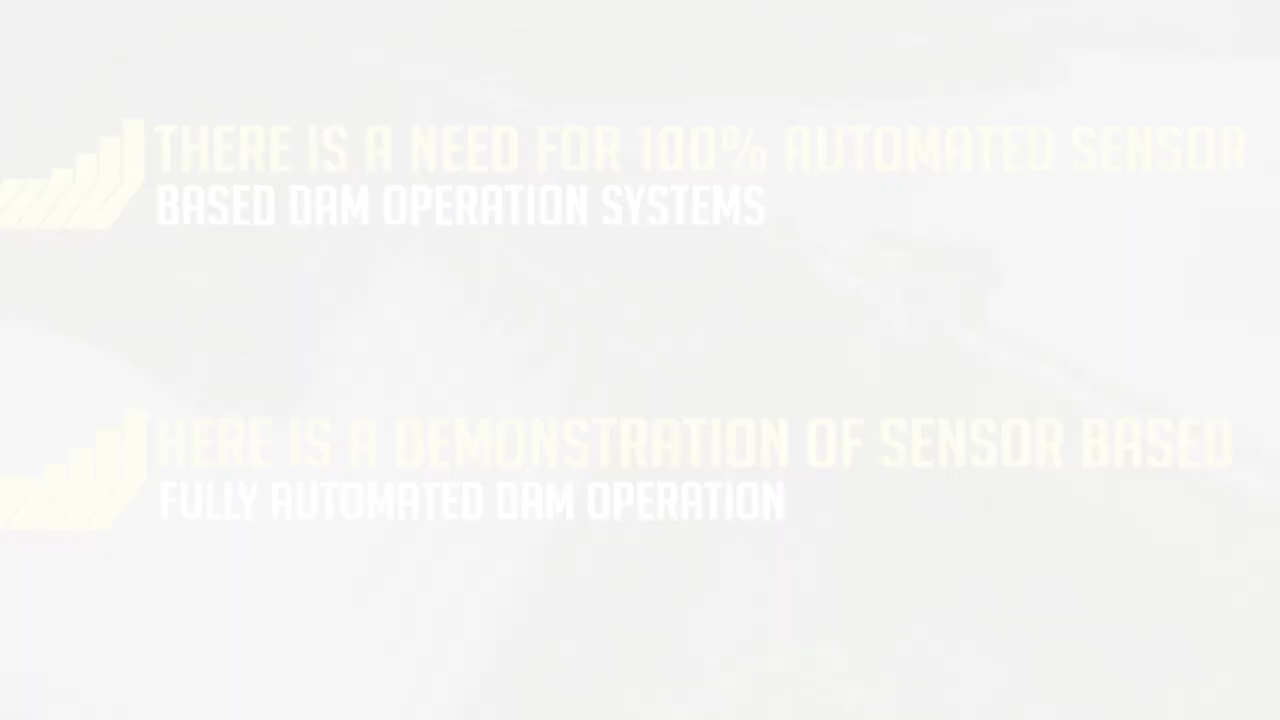 THERE IS A NEED FOR 100% AUTOMATED SENSOR
BASED DAM OPERATION SYSTEMS
HERE IS A DEMONSTRATION OF SENSOR BASED
FULLY AUTOMATED DAM OPERATION